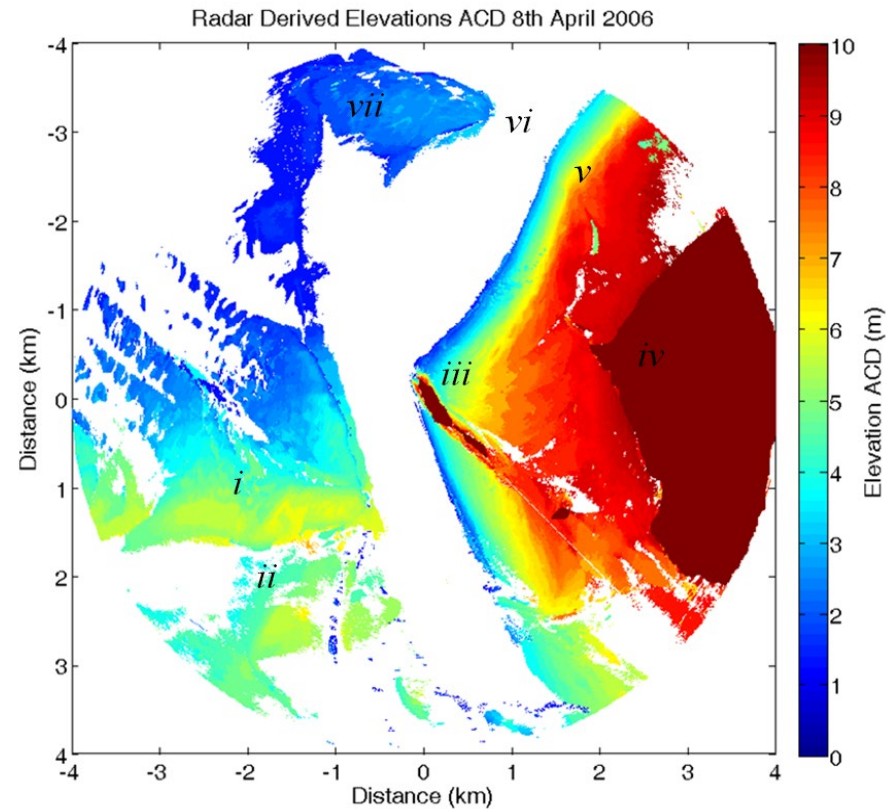 Radar Derived Elevations ACD 8th April 2006
-4
-3
-2
-1
0
1
2
3
4
Distance (km)
-4
-3
-2
-1
0
1
2
3
4
Distance (km)
vii
vi
v
iii
iv
i
ii
10
9
8
7
6
5
4
3
2
1
0
Elevation ACD (m)